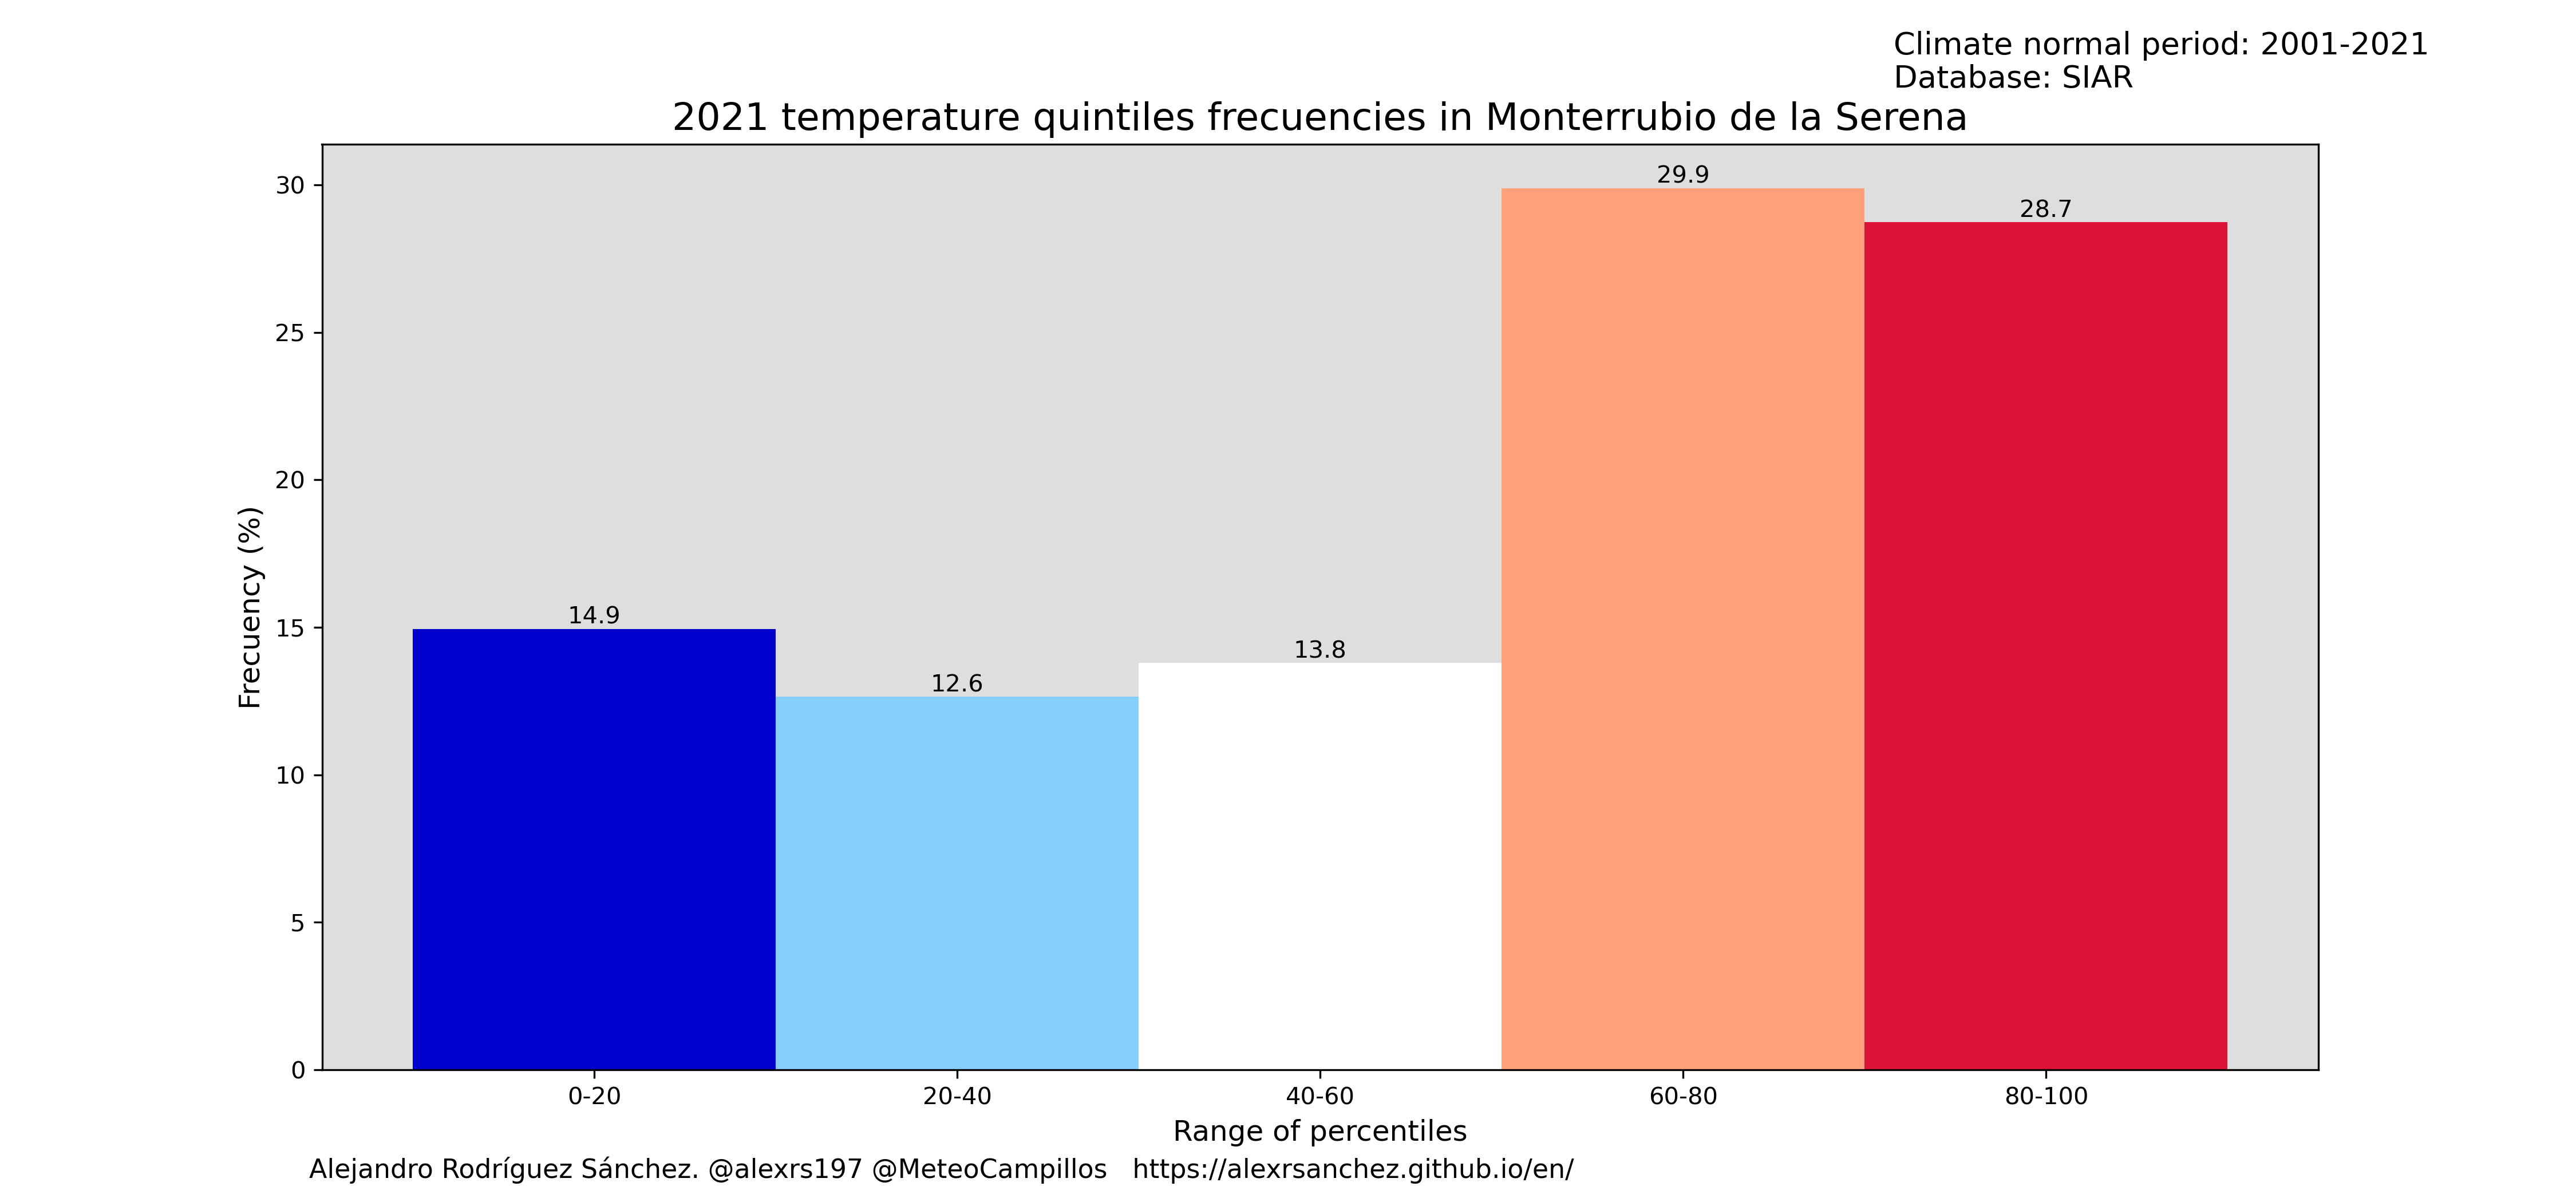 Climate normal period: 2001-2021
Database: SIAR
2021 temperature quintiles frecuencies in Monterrubio de la Serena
30
25
20
15
10
5
0
Frecuency (%)
14.9
12.6
13.8
29.9
28.7
0-20
20-40
40-60
60-80
80-100
Range of percentiles
Alejandro Rodríguez Sánchez. @alexrs197 @MeteoCampillos https://alexrsanchez.github.io/en/